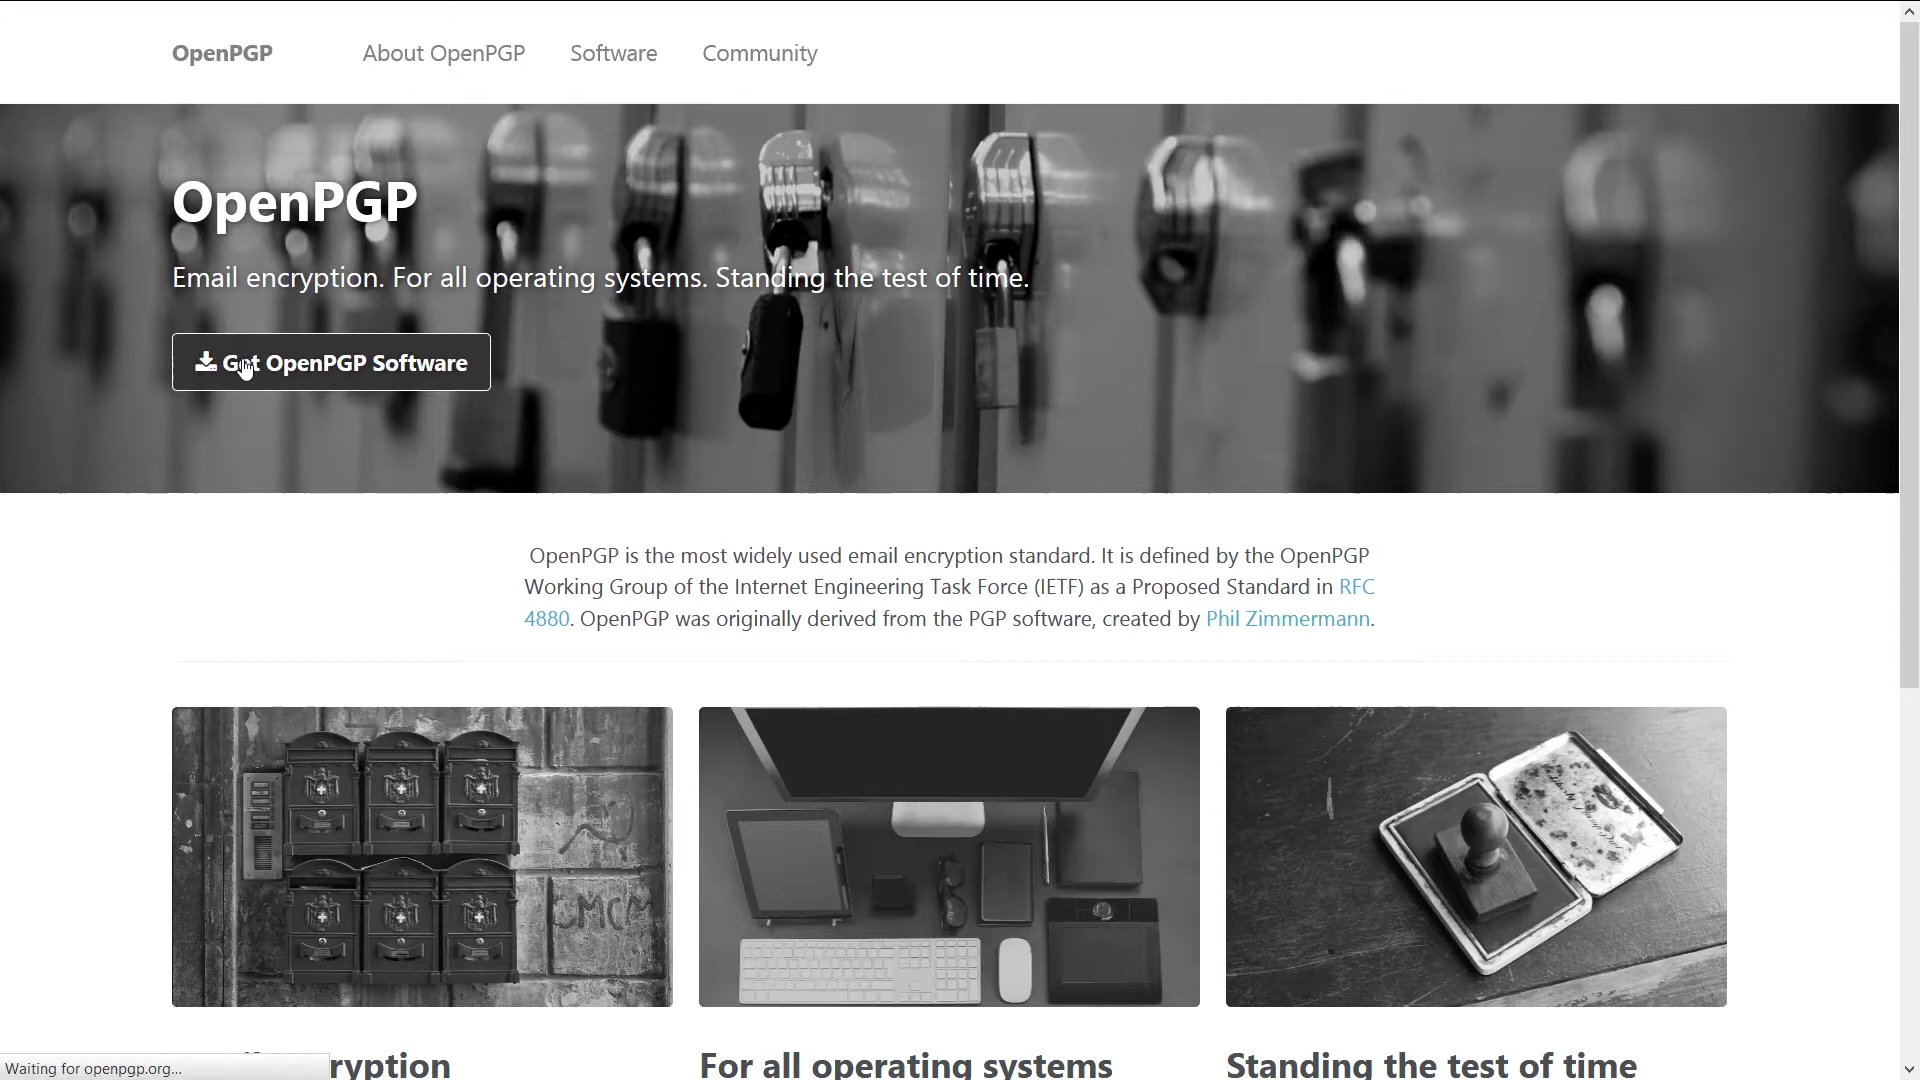 OpenPGP About OpenPGP Software Community
OpenPGP
Email encryption. For all operating systems. Standing the test of time.
Get OpenPGP Software
OpenPGP is the most widely used email encryption standard. It is defined by the OpenPGP
Working Group of the Internet Engineering Task Force (IETF) as a Proposed Standard in RFC
4880. OpenPGP was originally derived from the PGP software, created by Phil Zimmermann.
CMCM
ryption For all operating systems Standing the test of time
Waiting for openpgp.org...